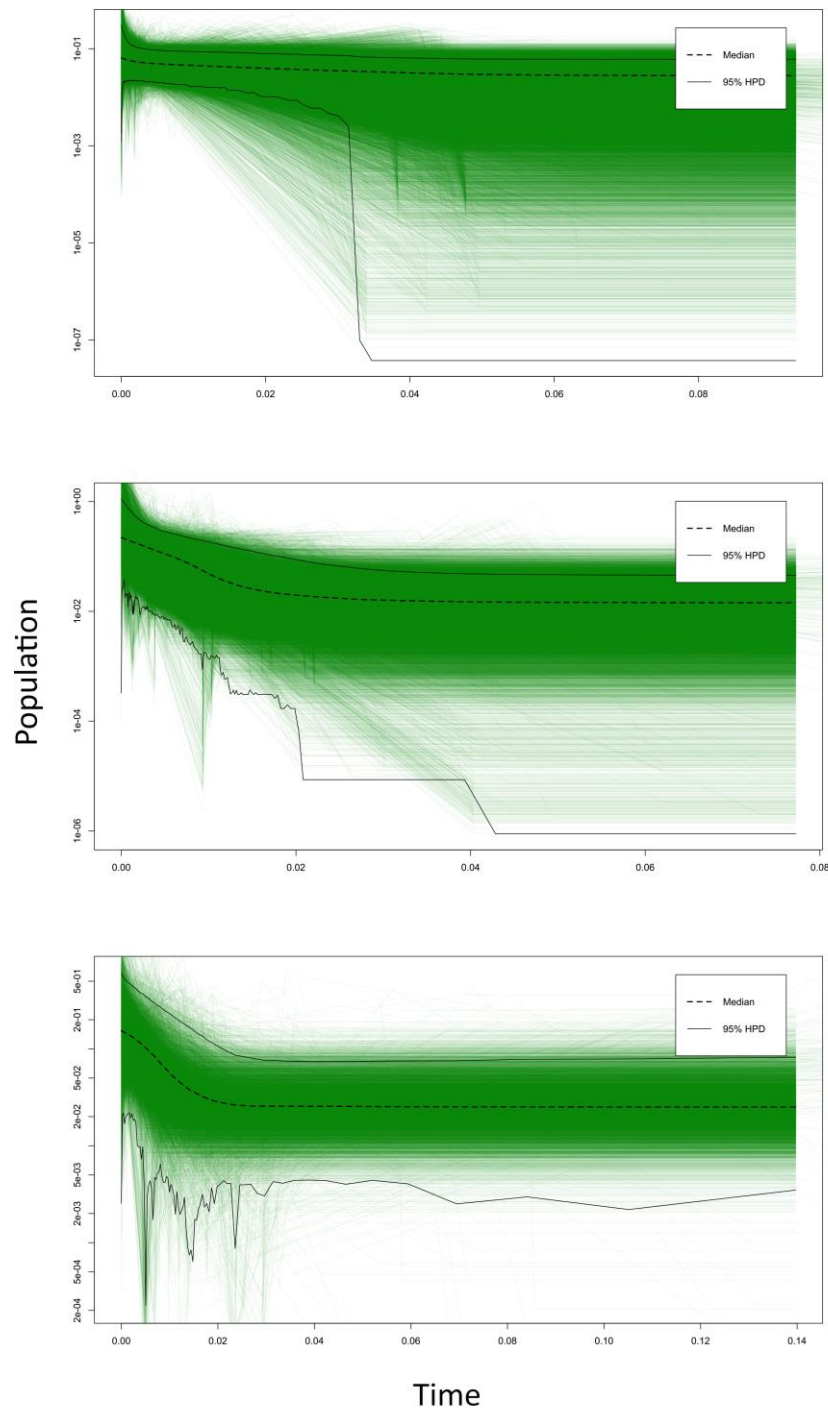 1e-01
1e-03
1e-05
1e-07
Median
95% HPD
0.00 0.02 0.04 0.06 0.08
Population
1e+00
1e-02
1e-04
1e-06
Median
95% HPD
0.00 0.02 0.04 0.06 0.08
5e-01
2e-01
5e-02
2e-02
5e-03
2e-03
5e-04
2e-04
Median
95% HPD
0.00 0.02 0.04 0.06 0.08 0.10 0.12 0.14
Time